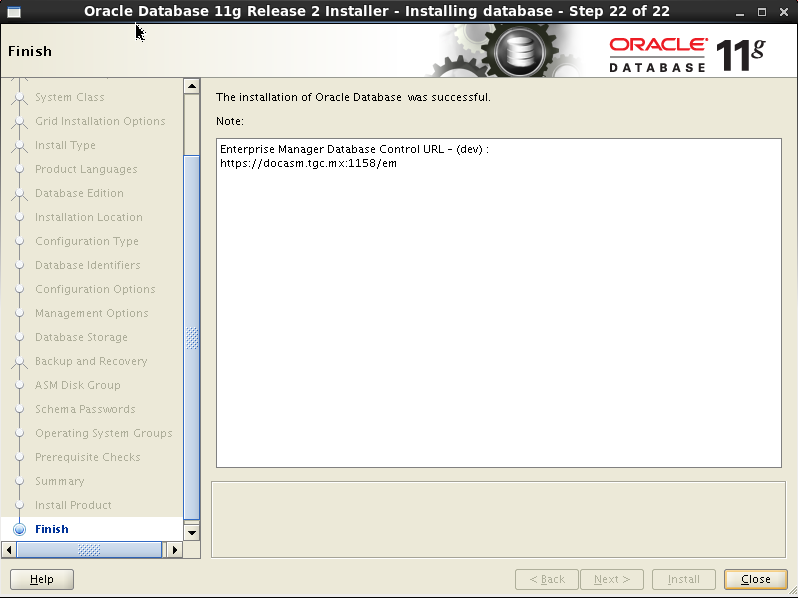 Oracle Database 11g Release 2 Installer - Installing database - Step 22 of 22
Finish
ORACLE
DATABASE 11g
System Class
Grid Installation Options
Install Type
Product Languages
Database Edition
Installation Location
Configuration Type
Database Identifiers
Configuration Options
Management Options
Database Storage
Backup and Recovery
ASM Disk Group
Schema Passwords
Operating System Groups
Prerequisite Checks
Summary
Install Product
Finish
The installation of Oracle Database  was successful.
Note:
Enterprise Manager Database Control URL - (dev) :
https://docasm.tgc.mx:1158/em
Help
< Back
Next >
Install
Close